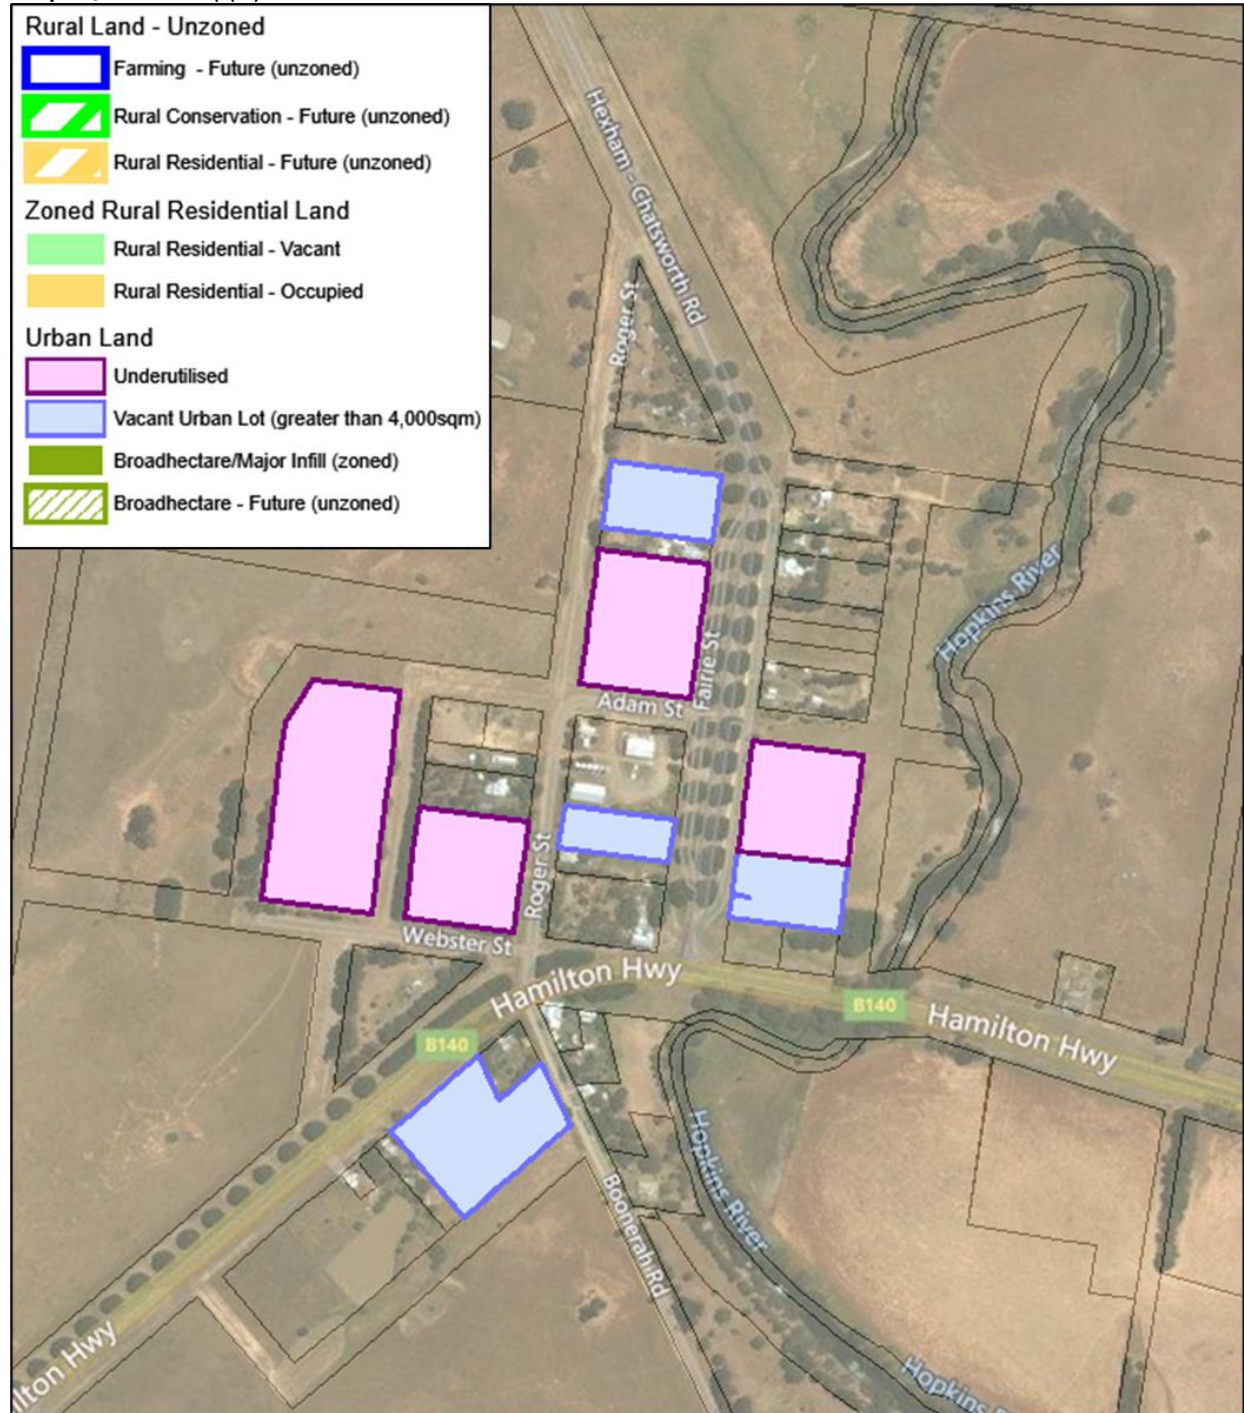 Rural Land - Unzoned
Farming - Future (unzoned)
Rural Conservation - Future (unzoned)
Rural Residential - Future (unzoned)
Zoned Rural Residential Land
Rural Residential - Vacant
Rural Residential - Occupied
Urban Land
Underutilised
Vacant Urban Lot (greater than 4,000sqm)
Broadhectare/Major Infill (zoned)
Broadhectare - Future (unzoned)
Hexham - Chatsworth Rd
Roger St
Hopkins River
Fairie St
Adam St
Roger St
Webster St
Hamilton Hwy
B140
Hamilton Hwy
B140
Hopkins River
Boonerah Rd
ilton Hwy
Hopkins